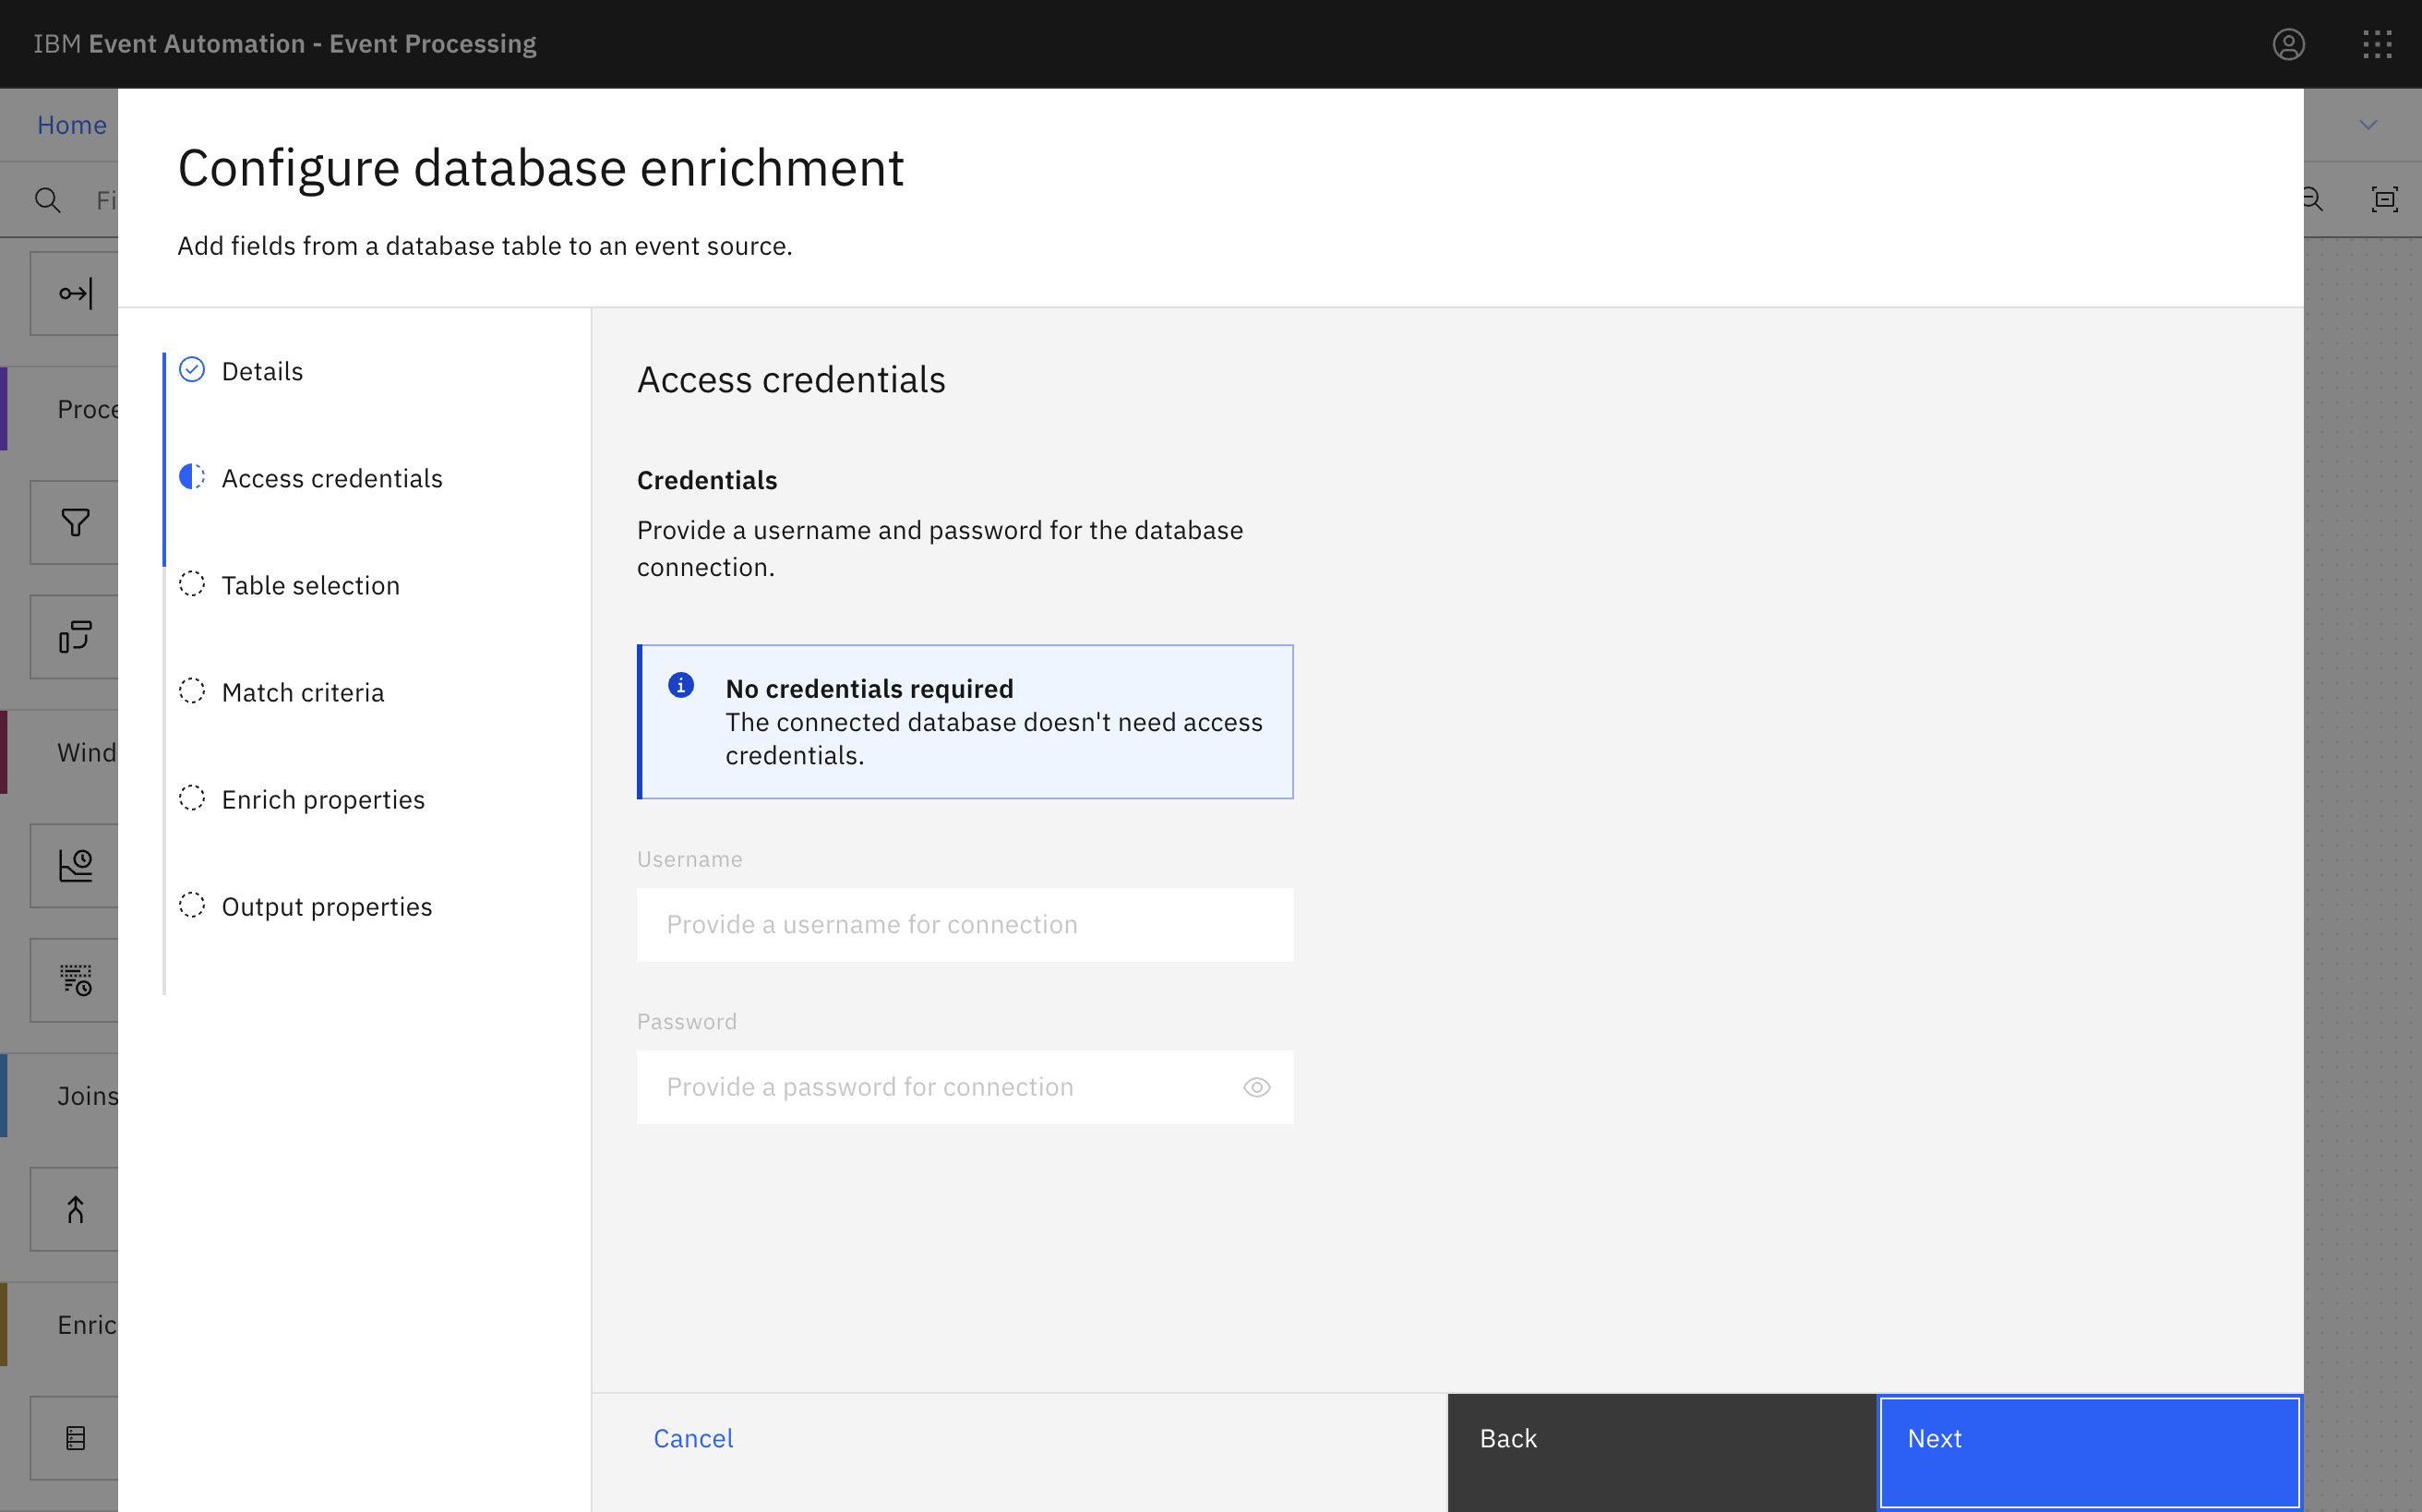 IBM Event Automation - Event Processing
Home
Fi
Proce
Wind
Joins
Enric
Configure database enrichment
Add fields from a database table to an event source.
Details
Access credentials
Table selection
Match criteria
Enrich properties
Output properties
Access credentials
Credentials
Provide a username and password for the database
connection.
No credentials required
The connected database doesn't need access
credentials.
Username
Provide a username for connection
Password
Provide a password for connection
Cancel
Back
Next